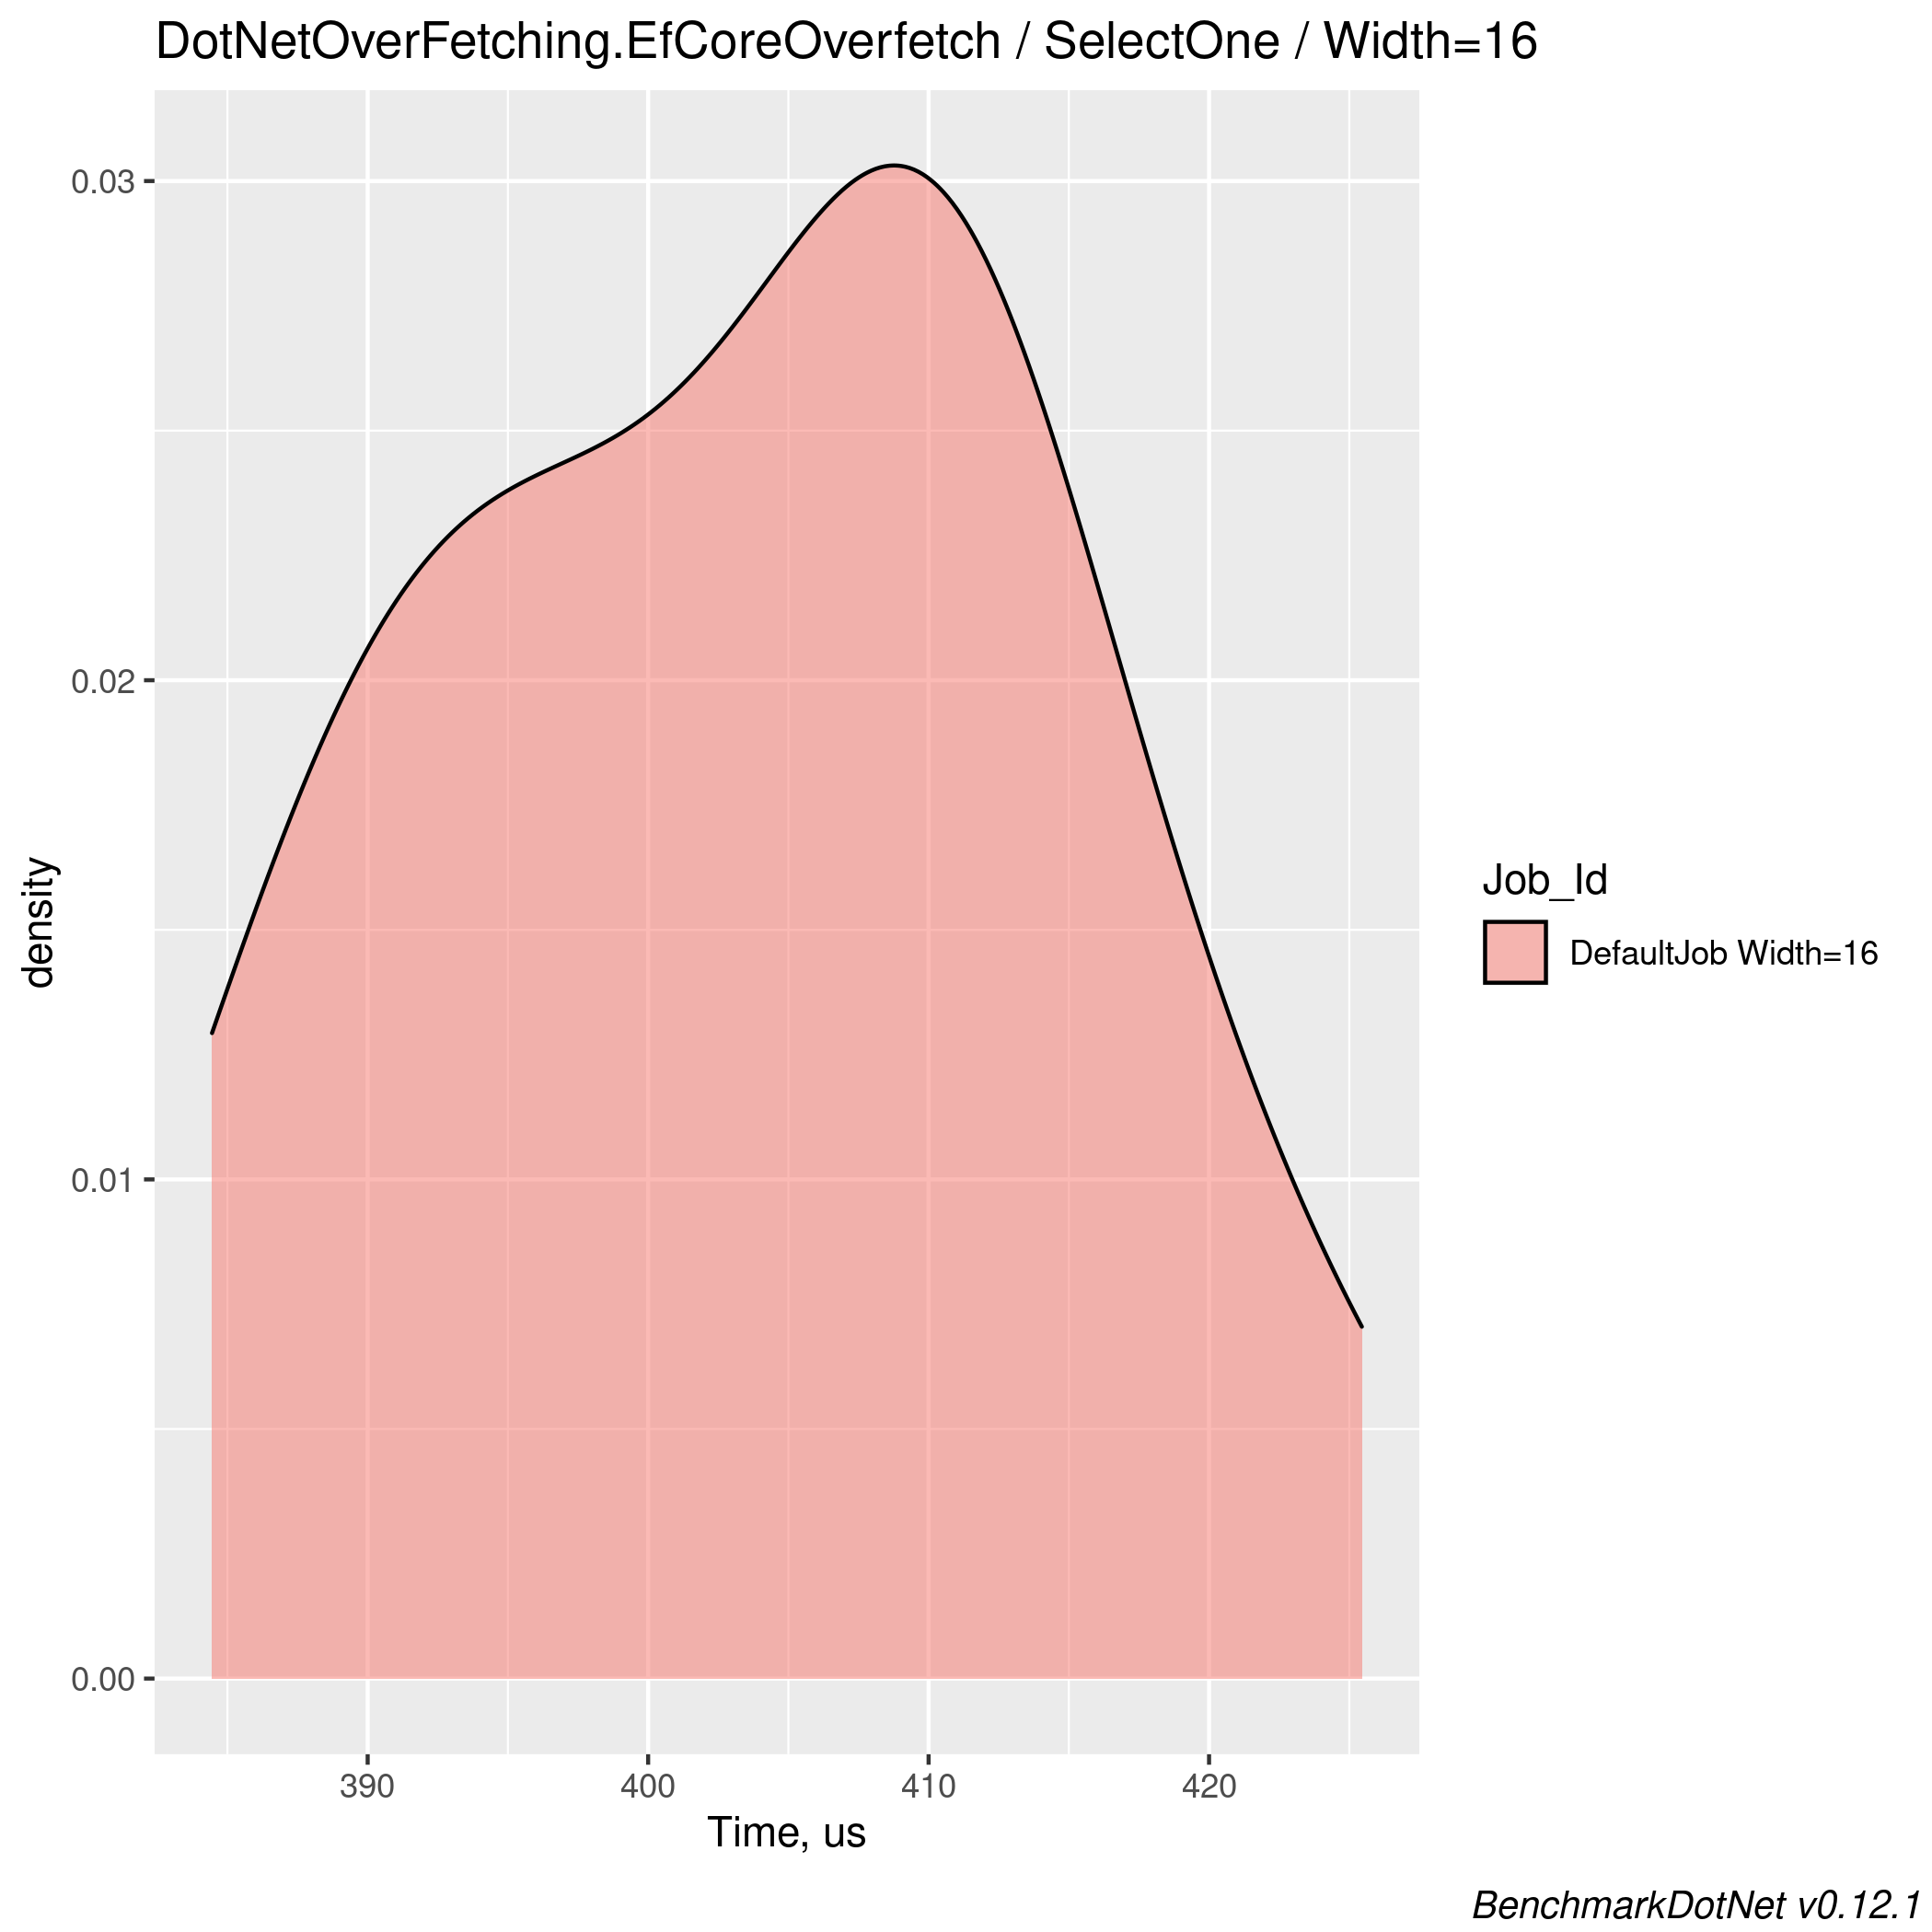 DotNetOverFetching.EfCoreOverfetch / SelectOne / Width=16
0.03
0.02
0.01
0.00
density
390 400 410 420
Time, us
Job_Id
DefaultJob Width=16
BenchmarkDotNet v0.12.1